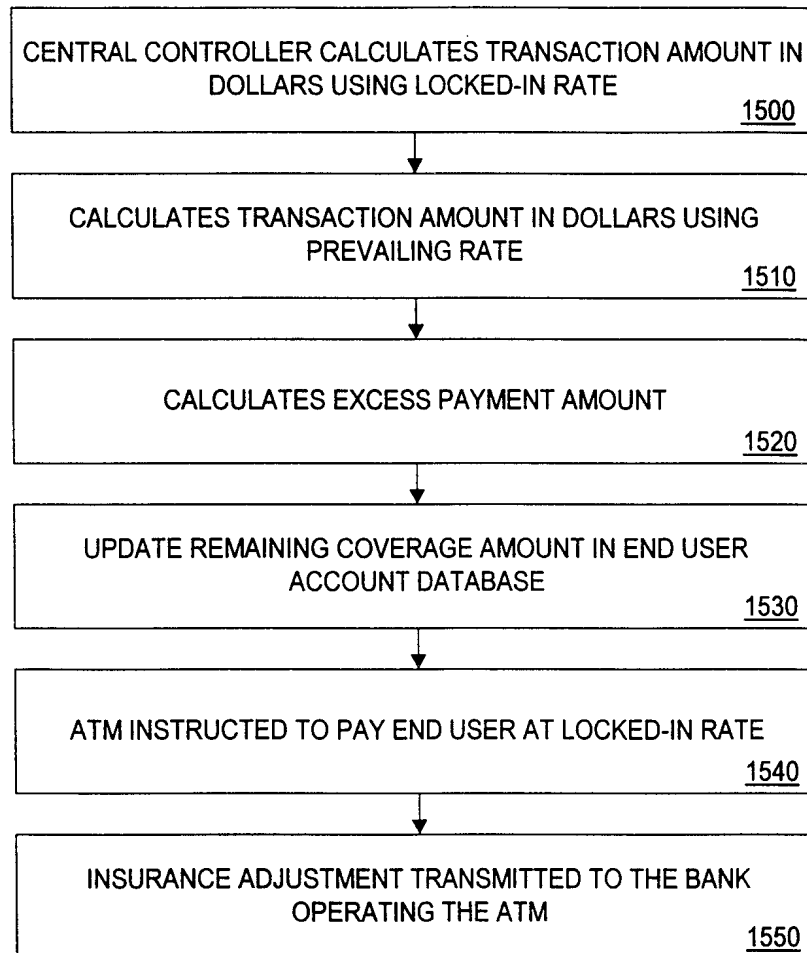 CENTRAL CONTROLLER CALCULATES TRANSACTION AMOUNT IN
DOLLARS USING LOCKED-IN RATE
1500
CALCULATES TRANSACTION AMOUNT IN DOLLARS USING
PREVAILING RATE
1510
CALCULATES EXCESS PAYMENT AMOUNT
1520
UPDATE REMAINING COVERAGE AMOUNT IN END USER
ACCOUNT DATABASE
1530
ATM INSTRUCTED TO PAY END USER AT LOCKED-IN RATE
1540
INSURANCE ADJUSTMENT TRANSMITTED TO THE BANK
OPERATING THE ATM
1550